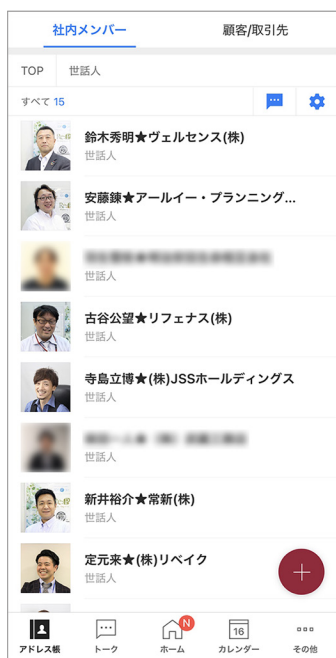 社内メンバー 顧客/取引先
TOP 世話人
すべて 15
鈴木秀明★ヴェルセンス(株)
世話人
安藤錬★アールイー・プランニング...
世話人
世話人
古谷公望★リフェナス(株)
世話人
寺島立博★(株)JSSホールディングス
世話人
世話人
新井裕介★常新(株)
世話人
定元来★(株)リベイク
世話人
N
16
アドレス帳 トーク ホーム カレンダー その他